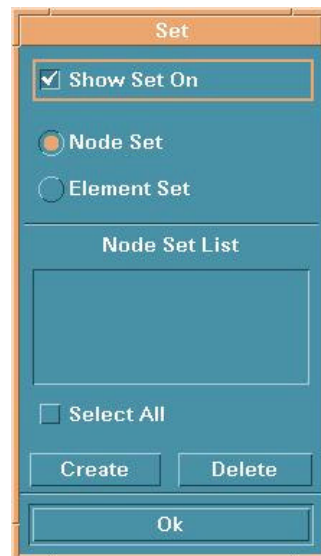 Set
Show Set On
Node Set
Element Set
Node Set List
Select All
Create Delete
Ok